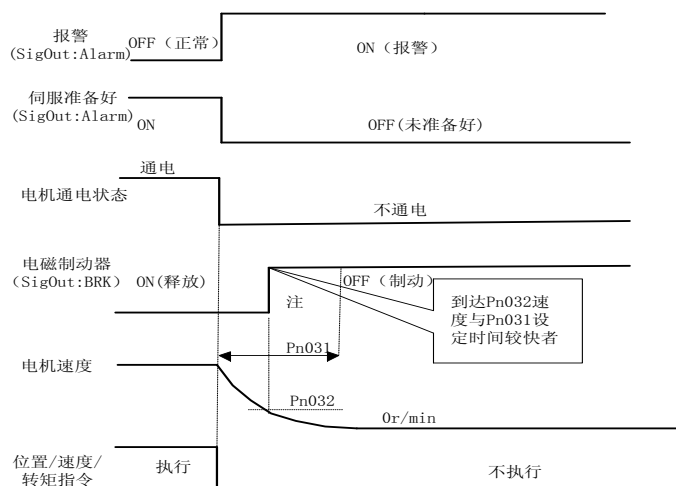 报警
(SigOut:Alarm)
OFF（正常）
ON（报警）
伺服准备好
(SigOut:Alarm)
ON
OFF(未准备好)
通电
电机通电状态
不通电
电磁制动器
（SigOut:BRK）
ON(释放)
注
OFF（制动）
到达Pn032速
度与Pn031设
定时间较快者
Pn031
电机速度
Pn032
0r/min
位置/速度/
转矩指令
执行
不执行